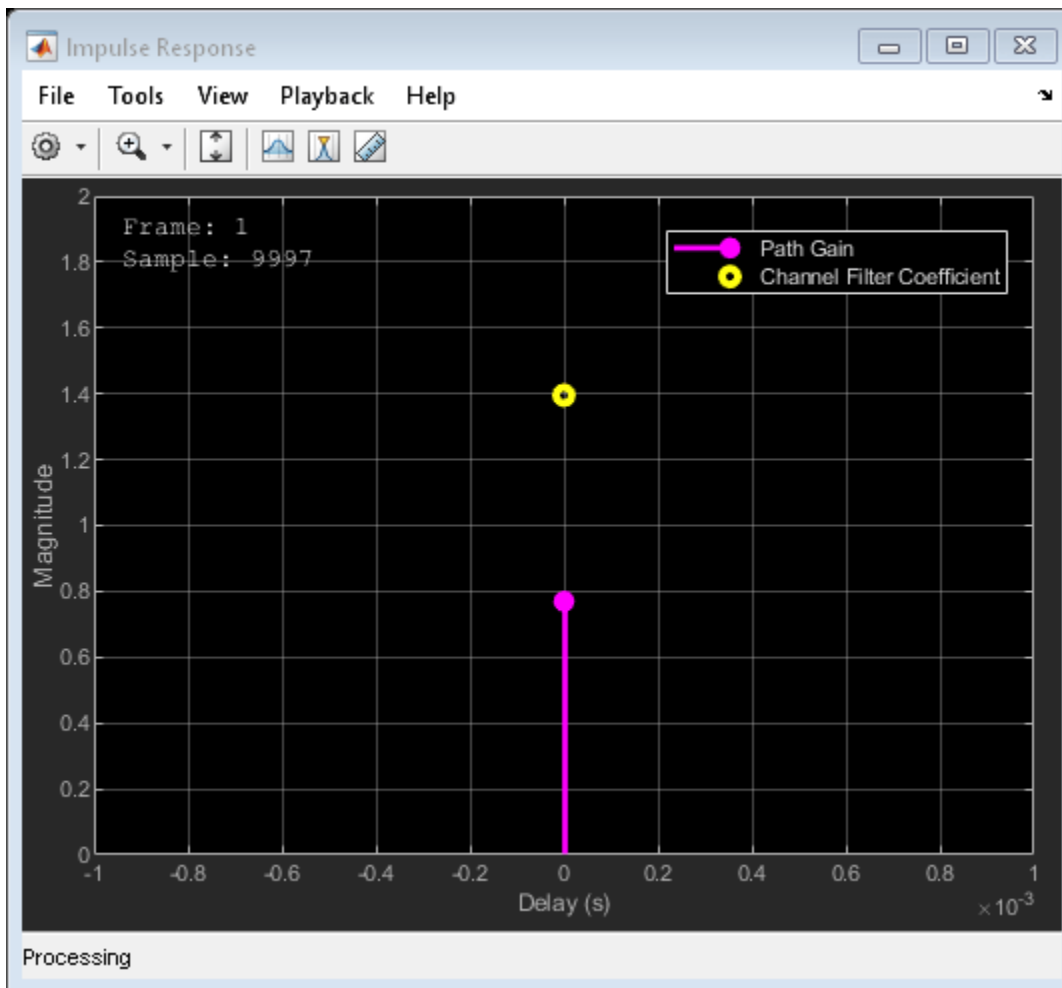 Impulse Response
File Tools View Playback Help
Frame: 1
Sample: 9997
Path Gain
Channel Filter Coefficient
2
1.8
1.6
1.4
1.2
1
0.8
0.6
0.4
0.2
0
Magnitude
-1 -0.8 -0.6 -0.4 -0.2 0 0.2 0.4 0.6 0.8 1
Delay (s)
×10⁻³
Processing